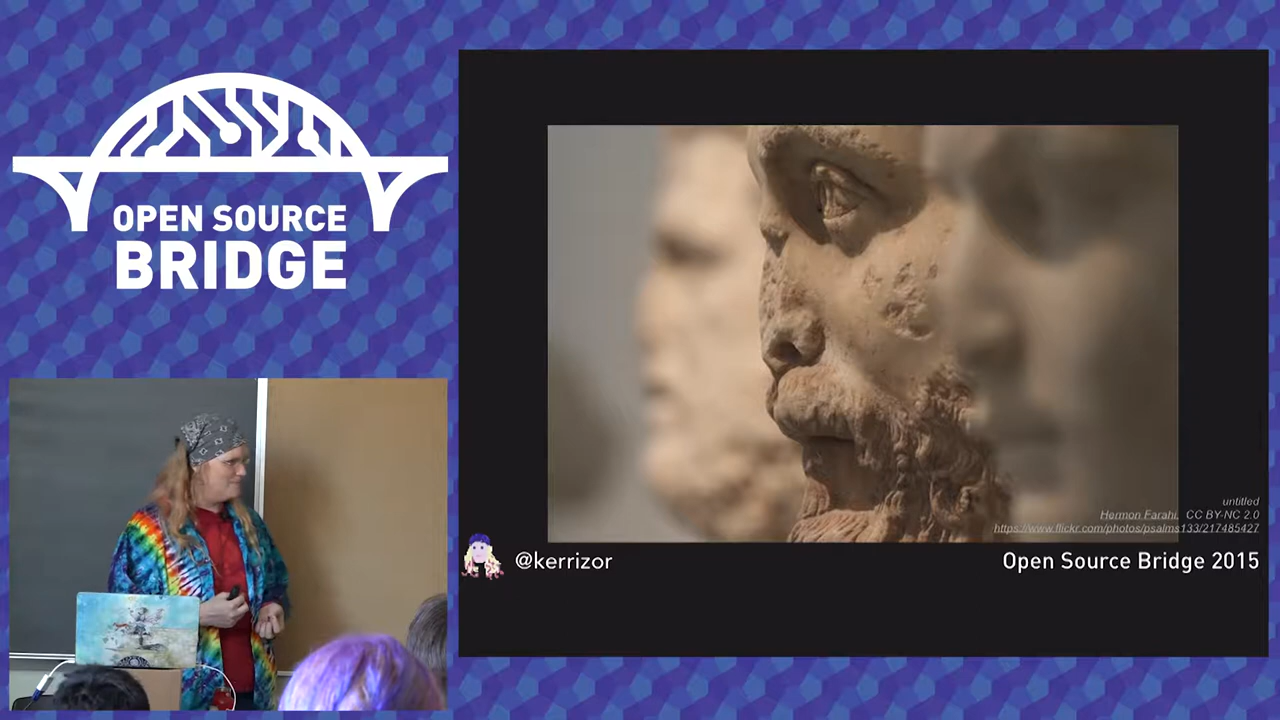 OPEN SOURCE
BRIDGE
untitled
Hermon Farahi, CC BY-NC 2.0
https://www.flickr.com/photos/psalms133/217485427
@kerrizor
Open Source Bridge 2015